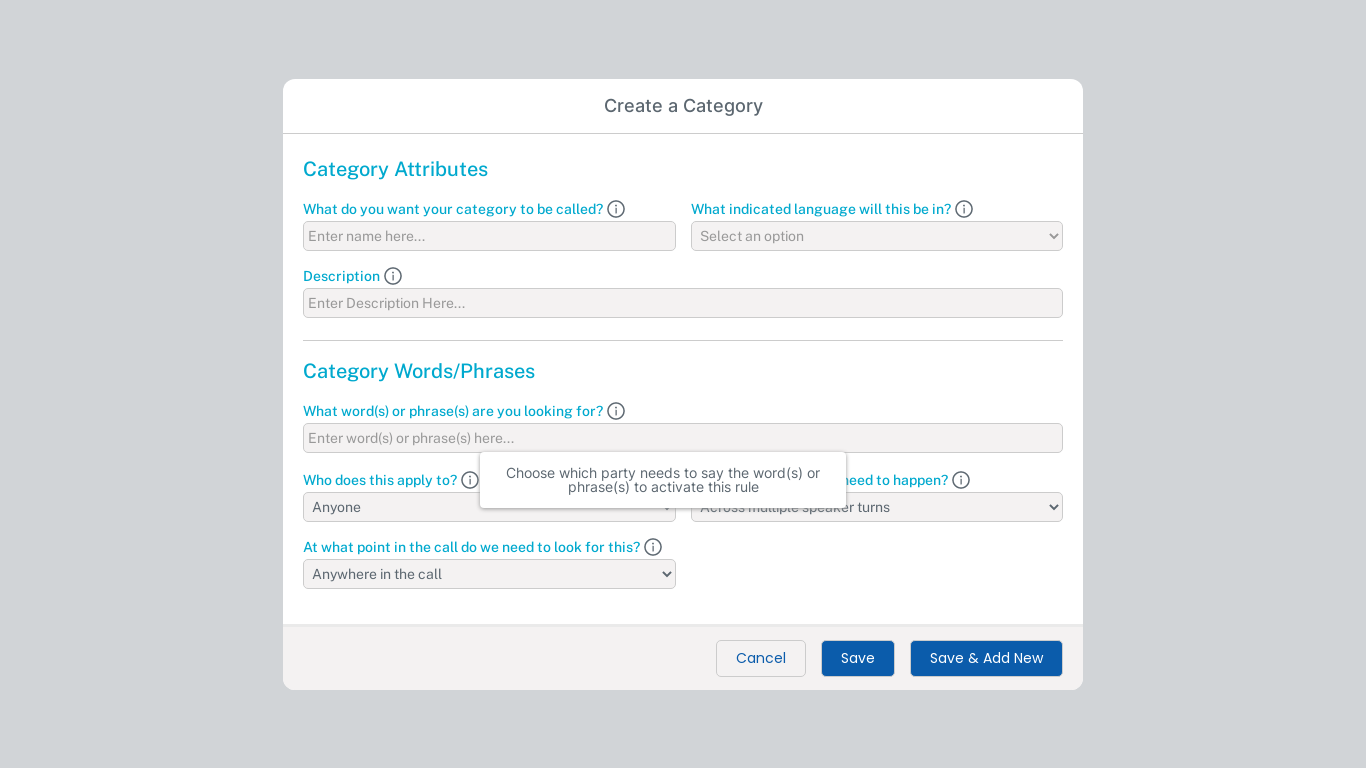 Create a Category
Category Attributes
What do you want your category to be called?
What indicated language will this be in?
Enter name here...
Select an option
Description
Enter Description Here...
Category Words/Phrases
What word(s) or phrase(s) are you looking for?
Enter word(s) or phrase(s) here...
Choose which party needs to say the word(s) or
phrase(s) to activate this rule
Who does this apply to?
need to happen?
Anyone
Across multiple speaker turns
At what point in the call do we need to look for this?
Anywhere in the call
Cancel
Save
Save & Add New